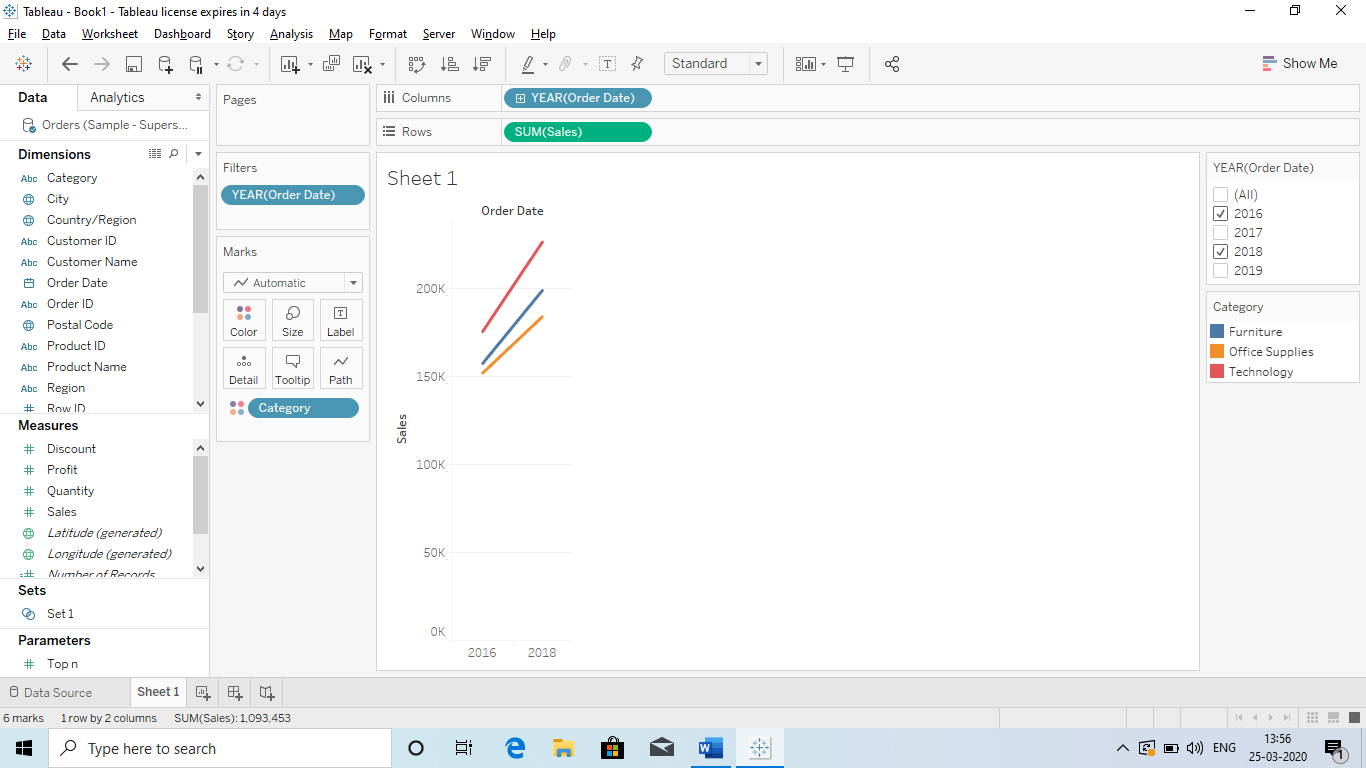 Tableau - Book1 - Tableau license expires in 4 days
File Data Worksheet Dashboard Story Analysis Map Format Server Window Help
Standard
Show Me
Data Analytics
Orders (Sample - Supers...
Dimensions
Abc Category
City
Country/Region
Abc Customer ID
Abc Customer Name
Order Date
Abc Order ID
Postal Code
Abc Product ID
Abc Product Name
Abc Region
# Row ID
Measures
# Discount
# Profit
# Quantity
# Sales
Latitude (generated)
Longitude (generated)
=# Number of Records
Sets
Set 1
Parameters
# Top n
Pages
Filters
YEAR(Order Date)
Marks
Automatic
Color Size Label
Detail Tooltip Path
Category
Columns YEAR(Order Date)
Rows SUM(Sales)
Sheet 1
Order Date
200K
150K
100K
50K
0K
Sales
2016 2018
YEAR(Order Date)
(All)
2016
2017
2018
2019
Category
Furniture
Office Supplies
Technology
Data Source Sheet 1
6 marks 1 row by 2 columns SUM(Sales): 1,093,453
Type here to search
ENG
13:56
25-03-2020
1